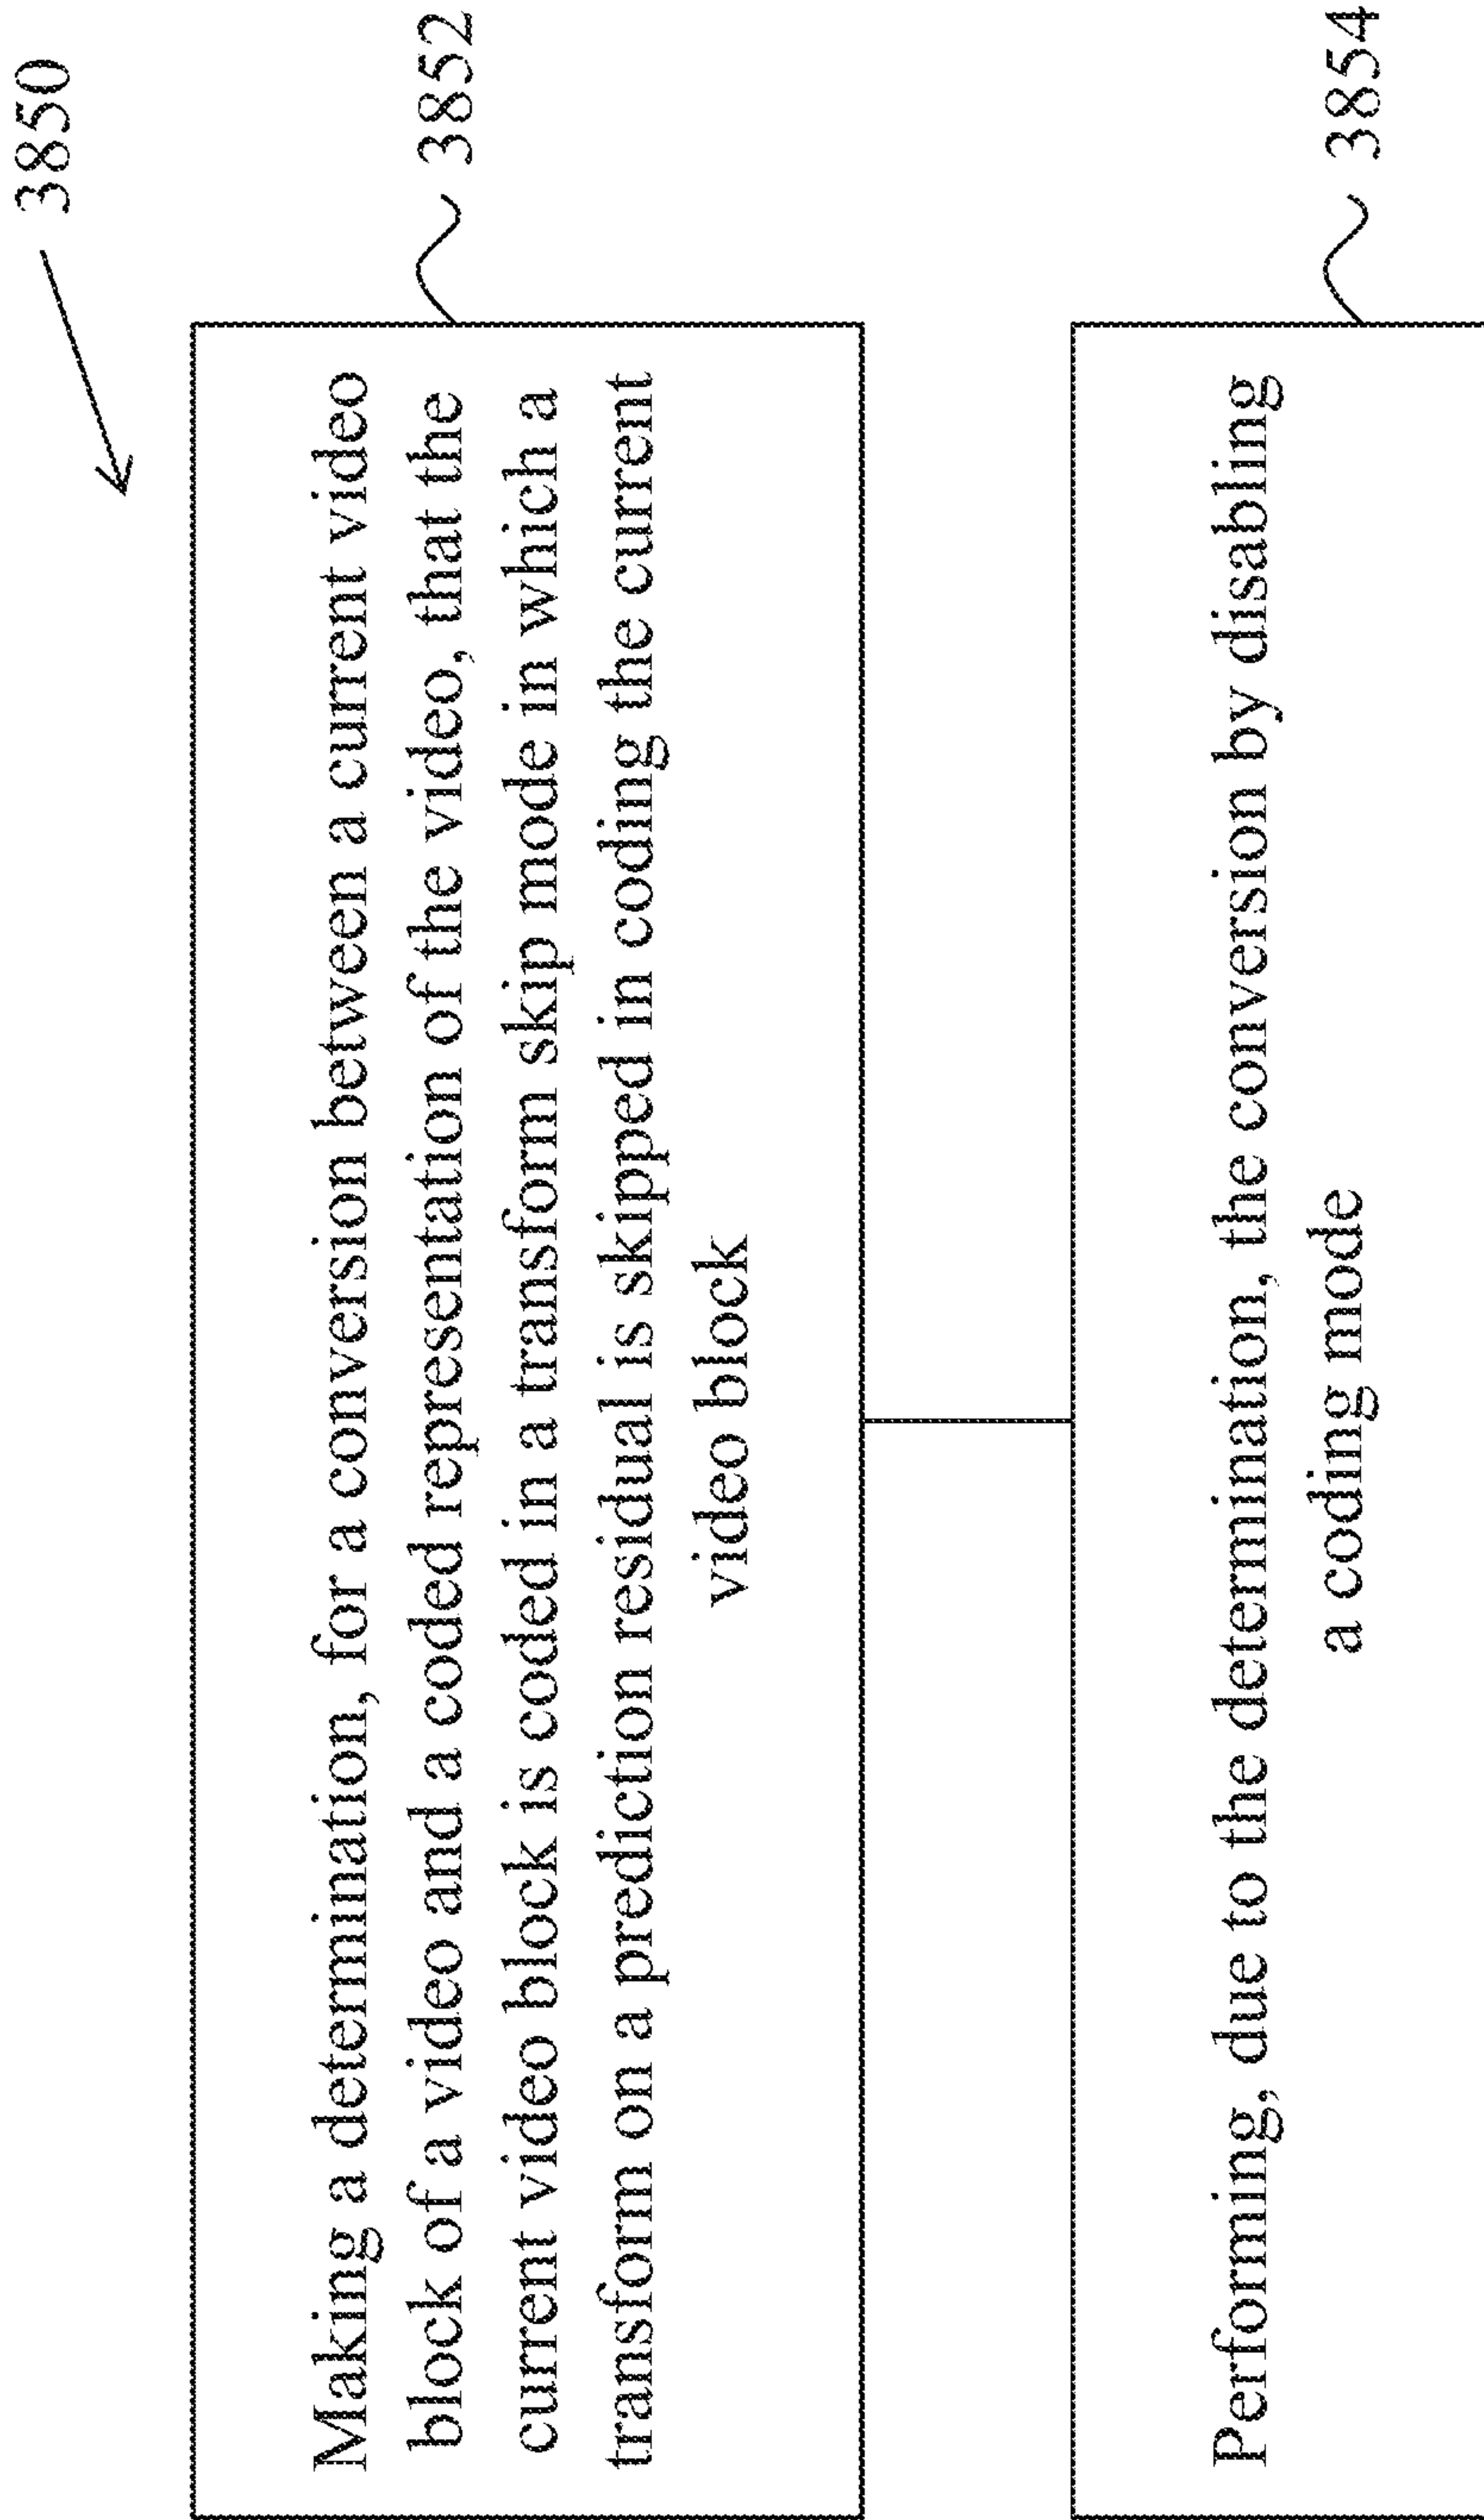 3850
Making a determination, for a conversion between a current video
block of a video and a coded representation of the video, that the
current video block is coded in a transform skip mode in which a
transform on a prediction residual is skipped in coding the current
video block
3852
Performing, due to the determination, the conversion by disabling
a coding mode
3854